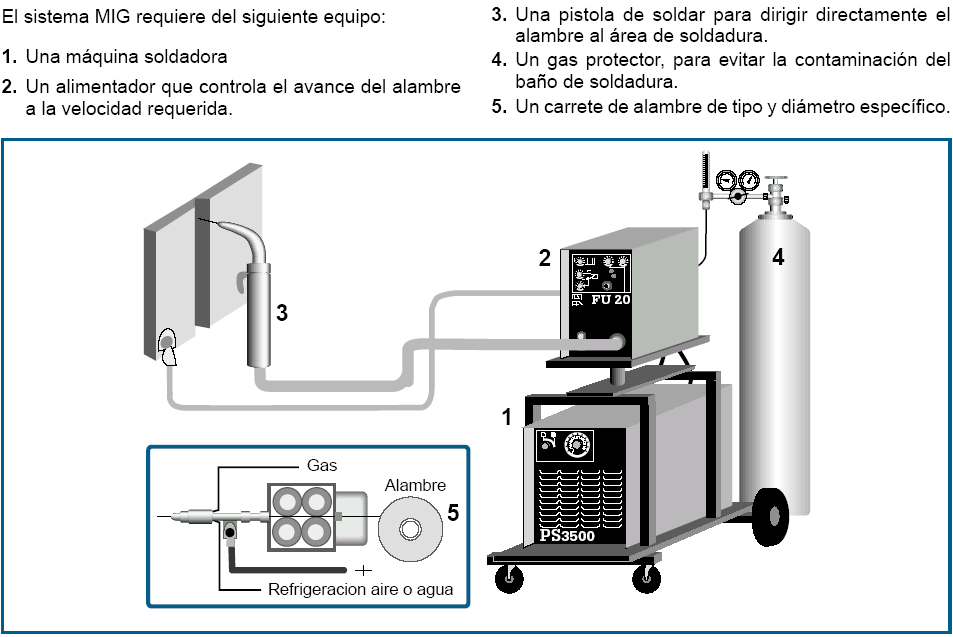 El sistema MIG requiere del siguiente equipo:
1. Una máquina soldadora
2. Un alimentador que controla el avance del alambre
a la velocidad requerida.
3. Una pistola de soldar para dirigir directamente el
alambre al área de soldadura.
4. Un gas protector, para evitar la contaminación del
baño de soldadura.
5. Un carrete de alambre de tipo y diámetro específico.
2
4
FU 20
3
1
PS3500
Gas
Alambre
5
+
Refrigeracion aire o agua